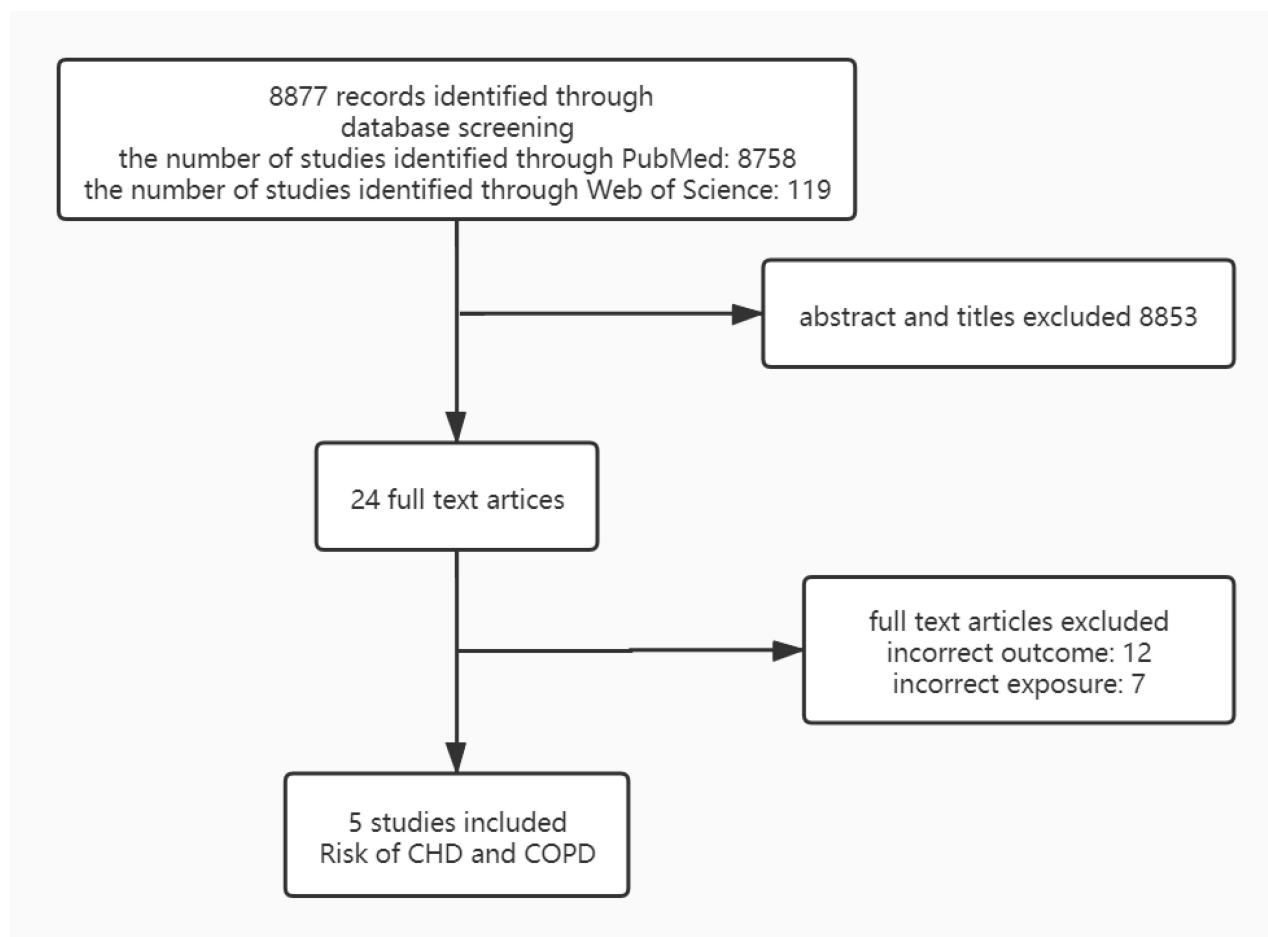 8877 records identified through
database screening
the number of studies identified through PubMed: 8758
the number of studies identified through Web of Science: 119
abstract and titles excluded 8853
24 full text artices
full text articles excluded
incorrect outcome: 12
incorrect exposure: 7
5 studies included
Risk of CHD and COPD